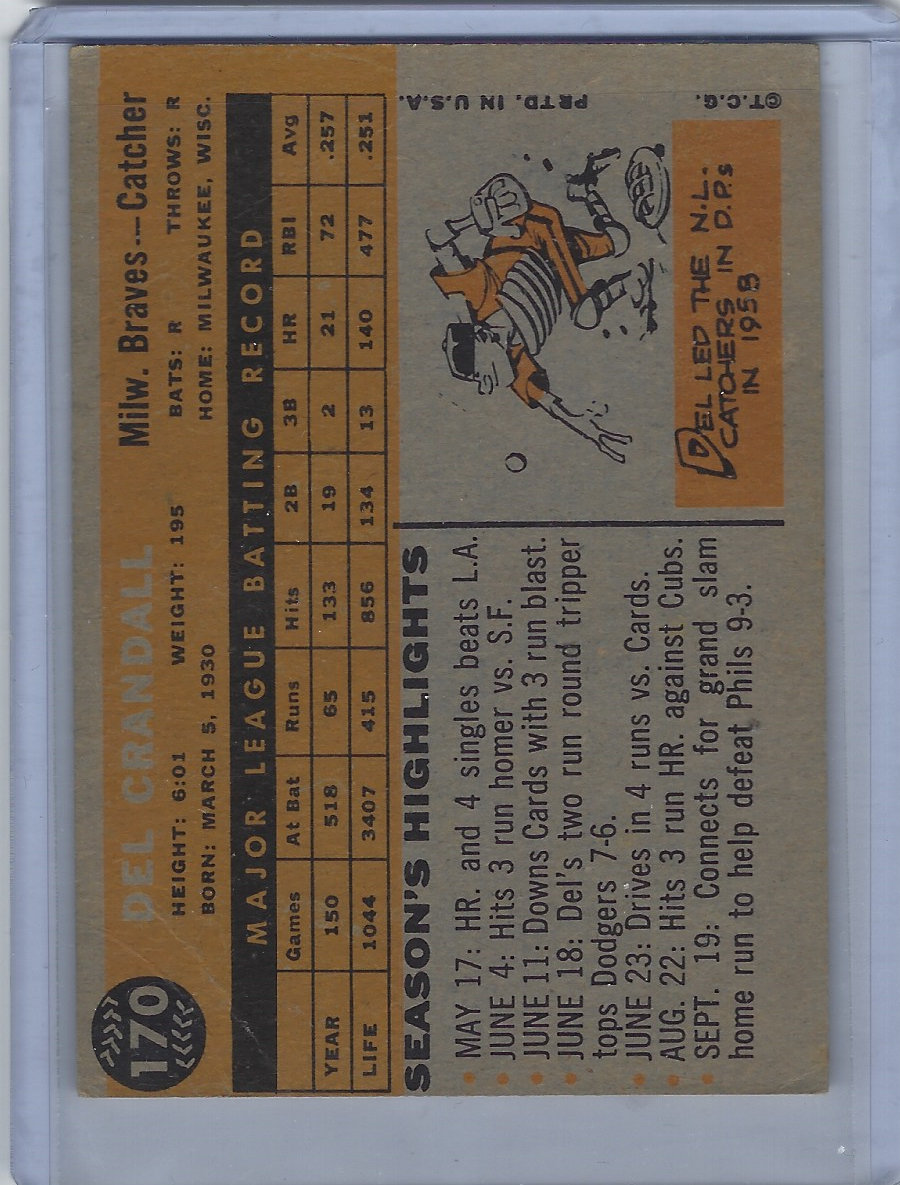 170
DEL CRANDALL
Milw. Braves—Catcher
HEIGHT: 6:01 WEIGHT: 195 BATS: R THROWS: R
BORN: MARCH 5, 1930 HOME: MILWAUKEE, WISC.
MAJOR LEAGUE BATTING RECORD
Games At Bat Runs Hits 2B 3B HR RBI Avg
YEAR 150 518 65 133 19 2 21 72 .257
LIFE 1044 3407 415 856 134 13 140 477 .251
SEASON'S HIGHLIGHTS
• MAY 17: HR. and 4 singles beats L.A.
• JUNE 4: Hits 3 run homer vs. S.F.
• JUNE 11: Downs Cards with 3 run blast.
• JUNE 18: Del's two run round tripper
tops Dodgers 7-6.
• JUNE 23: Drives in 4 runs vs. Cards.
• AUG. 22: Hits 3 run HR. against Cubs.
• SEPT. 19: Connects for grand slam
home run to help defeat Phils 9-3.
M
DEL LED THE N.L.
CATCHERS IN D.P.s
IN 1958
©T.C.G. PRTD. IN U.S.A.